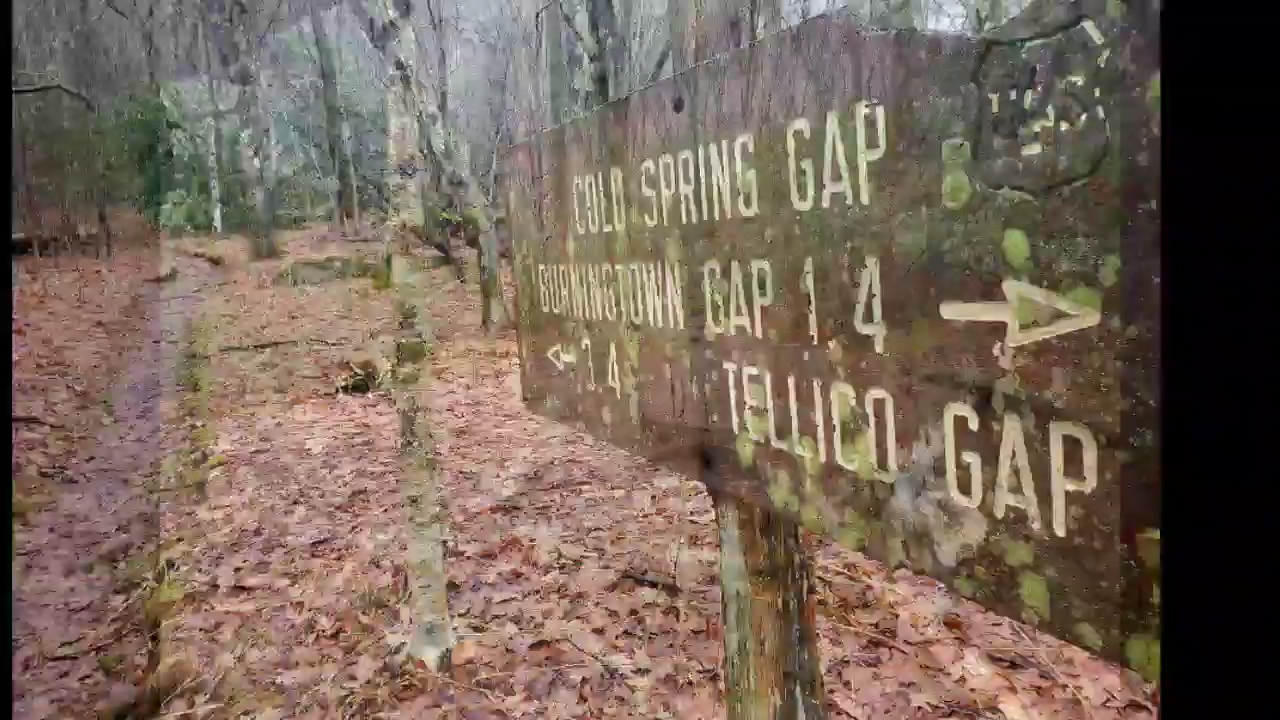 COLD SPRING GAP
BURNINGTOWN GAP 1 4 →
← 3 4
TELLICO GAP